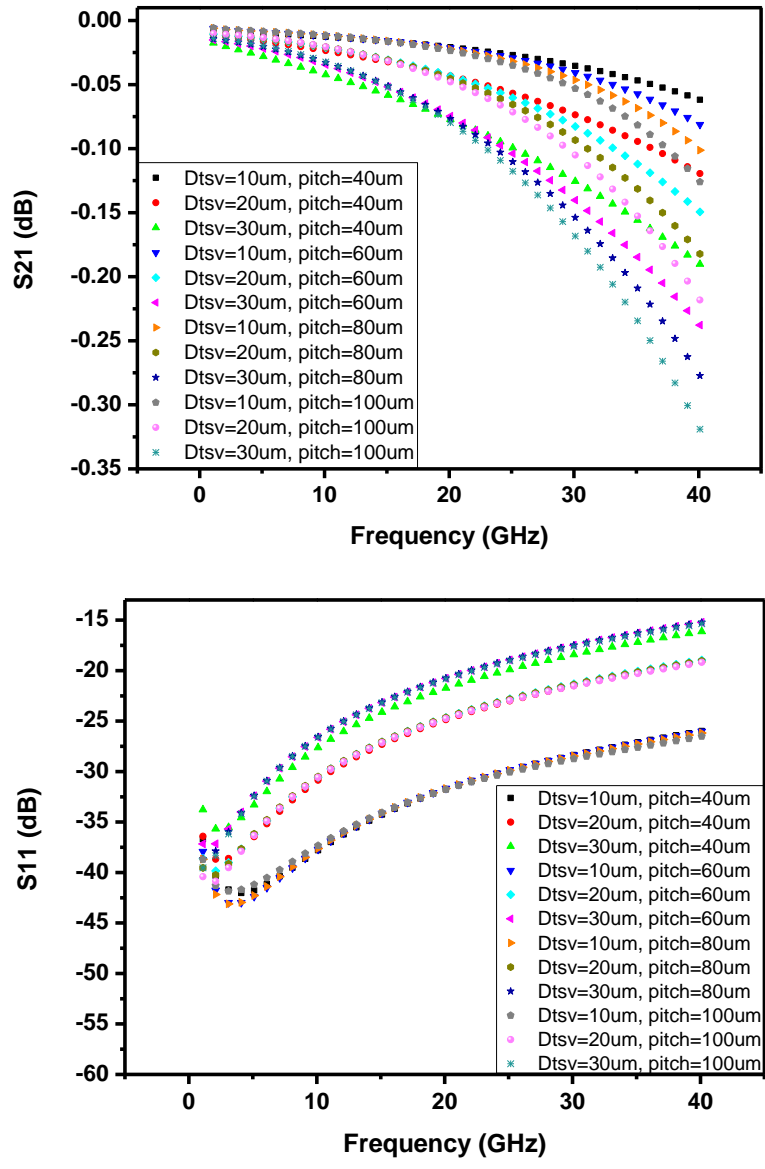 0.00
-0.05
-0.10
-0.15
-0.20
-0.25
-0.30
-0.35
S21 (dB)
Dtsv=10um, pitch=40um
Dtsv=20um, pitch=40um
Dtsv=30um, pitch=40um
Dtsv=10um, pitch=60um
Dtsv=20um, pitch=60um
Dtsv=30um, pitch=60um
Dtsv=10um, pitch=80um
Dtsv=20um, pitch=80um
Dtsv=30um, pitch=80um
Dtsv=10um, pitch=100um
Dtsv=20um, pitch=100um
Dtsv=30um, pitch=100um
0 10 20 30 40
Frequency (GHz)
-15
-20
-25
-30
-35
-40
-45
-50
-55
-60
S11 (dB)
Dtsv=10um, pitch=40um
Dtsv=20um, pitch=40um
Dtsv=30um, pitch=40um
Dtsv=10um, pitch=60um
Dtsv=20um, pitch=60um
Dtsv=30um, pitch=60um
Dtsv=10um, pitch=80um
Dtsv=20um, pitch=80um
Dtsv=30um, pitch=80um
Dtsv=10um, pitch=100um
Dtsv=20um, pitch=100um
Dtsv=30um, pitch=100um
0 10 20 30 40
Frequency (GHz)